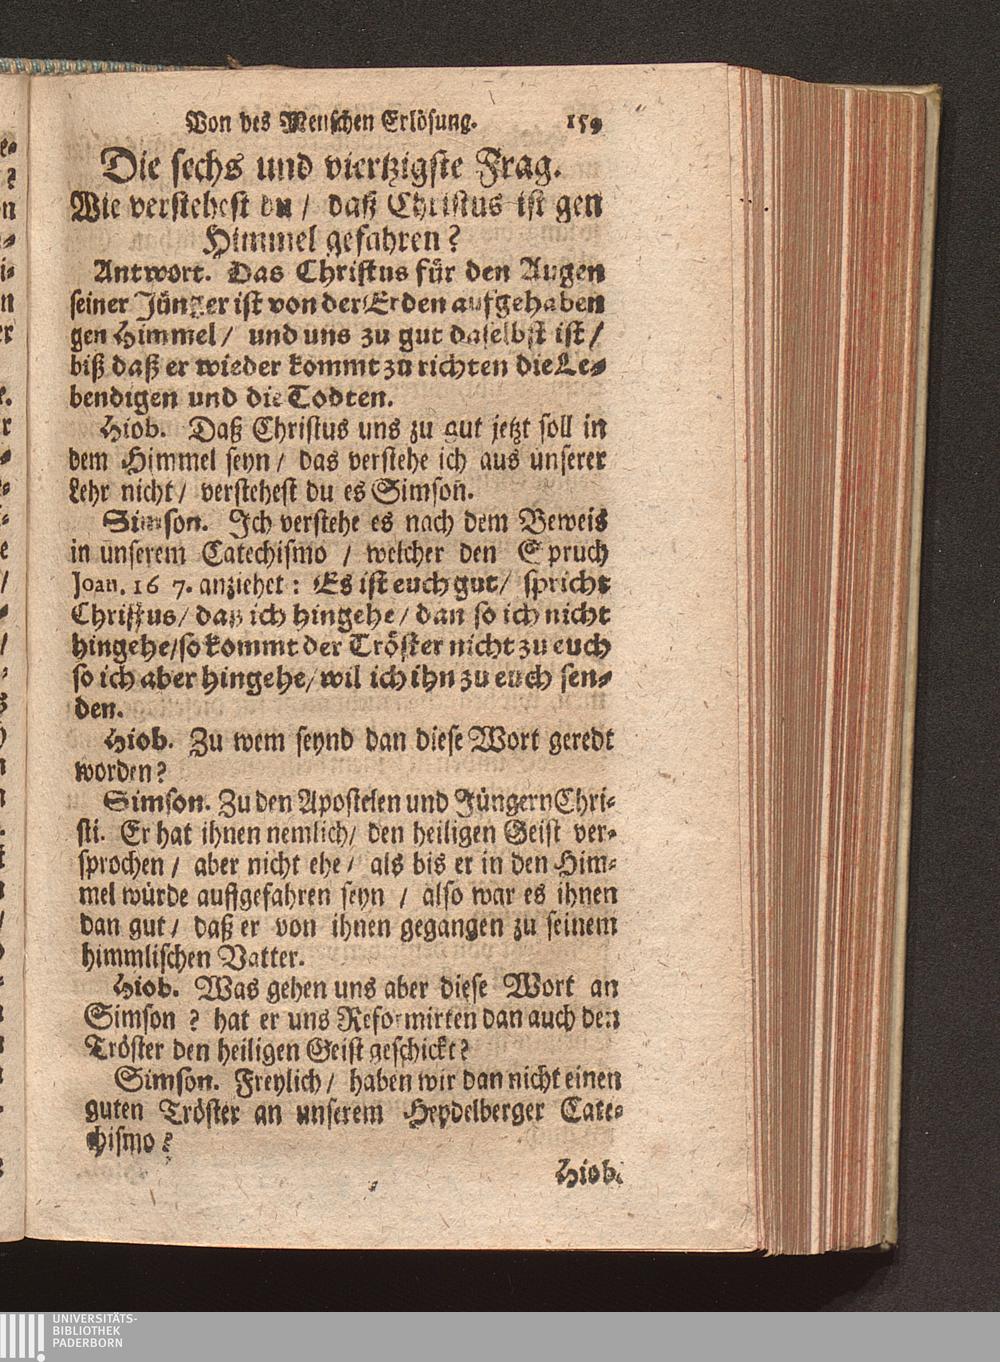 Von des Menschen Erlösung. 159
Die sechs und viertzigste Frag.
Wie verstehest du / daß Christus ist gen
Himmel gefahren?
Antwort. Das Christus für den Augen
seiner Jünger ist von der Erden aufgehaben
gen Himmel / und uns zu gut daselbst ist /
biß daß er wieder kommt zu richten die Le-
bendigen und die Todten.
Hiob. Daß Christus uns zu gut jetzt soll in
dem Himmel seyn / das verstehe ich aus unserer
Lehr nicht / verstehest du es Simson.
Simson. Ich verstehe es nach dem Beweis
in unserem Catechismo / welcher den Spruch
Joan. 16 7. anziehet: Es ist euch gut / spricht
Christus / daß ich hingehe / dan so ich nicht
hingehe / so kommt der Tröster nicht zu euch
so ich aber hingehe / wil ich ihn zu euch sen-
den.
Hiob. Zu wem seynd dan diese Wort geredt
worden?
Simson. Zu den Apostelen und Jüngern Chri-
sti. Er hat ihnen nemlich / den heiligen Geist ver-
sprochen / aber nicht ehe / als bis er in den Him-
mel würde auffgefahren seyn / also war es ihnen
dan gut / daß er von ihnen gegangen zu seinem
himmlischen Vatter.
Hiob. Was gehen uns aber diese Wort an
Simson? hat er uns Reformirten dan auch den
Tröster den heiligen Geist geschickt?
Simson. Freylich / haben wir dan nicht einen
guten Tröster an unserem Heydelberger Cate-
chismo?
Hiob.
UNIVERSITÄTS-
BIBLIOTHEK
PADERBORN